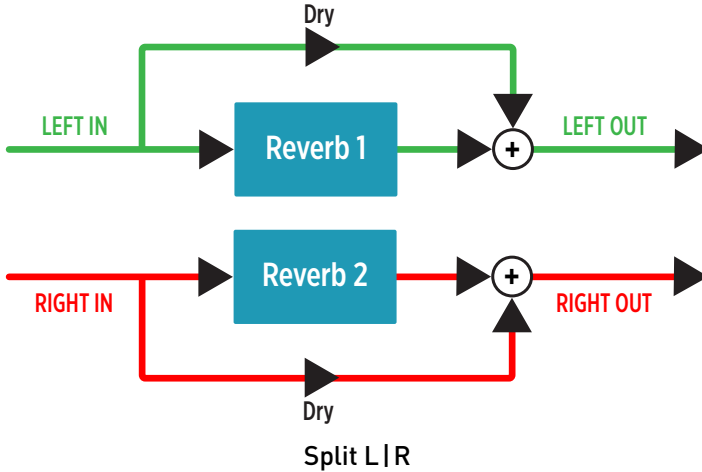 Dry
LEFT IN
Reverb 1
+
LEFT OUT
Reverb 2
+
RIGHT IN
RIGHT OUT
Dry
Split L|R